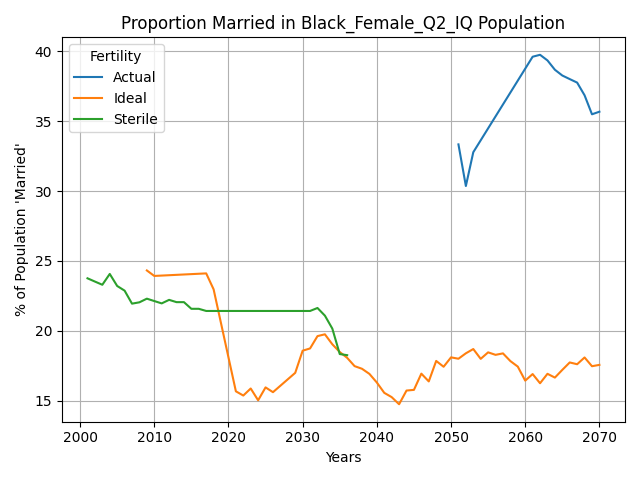 Proportion Married in Black_Female_Q2_IQ Population
Fertility
Actual
Ideal
Sterile
% of Population 'Married'
40
35
30
25
20
15
2000 2010 2020 2030 2040 2050 2060 2070
Years